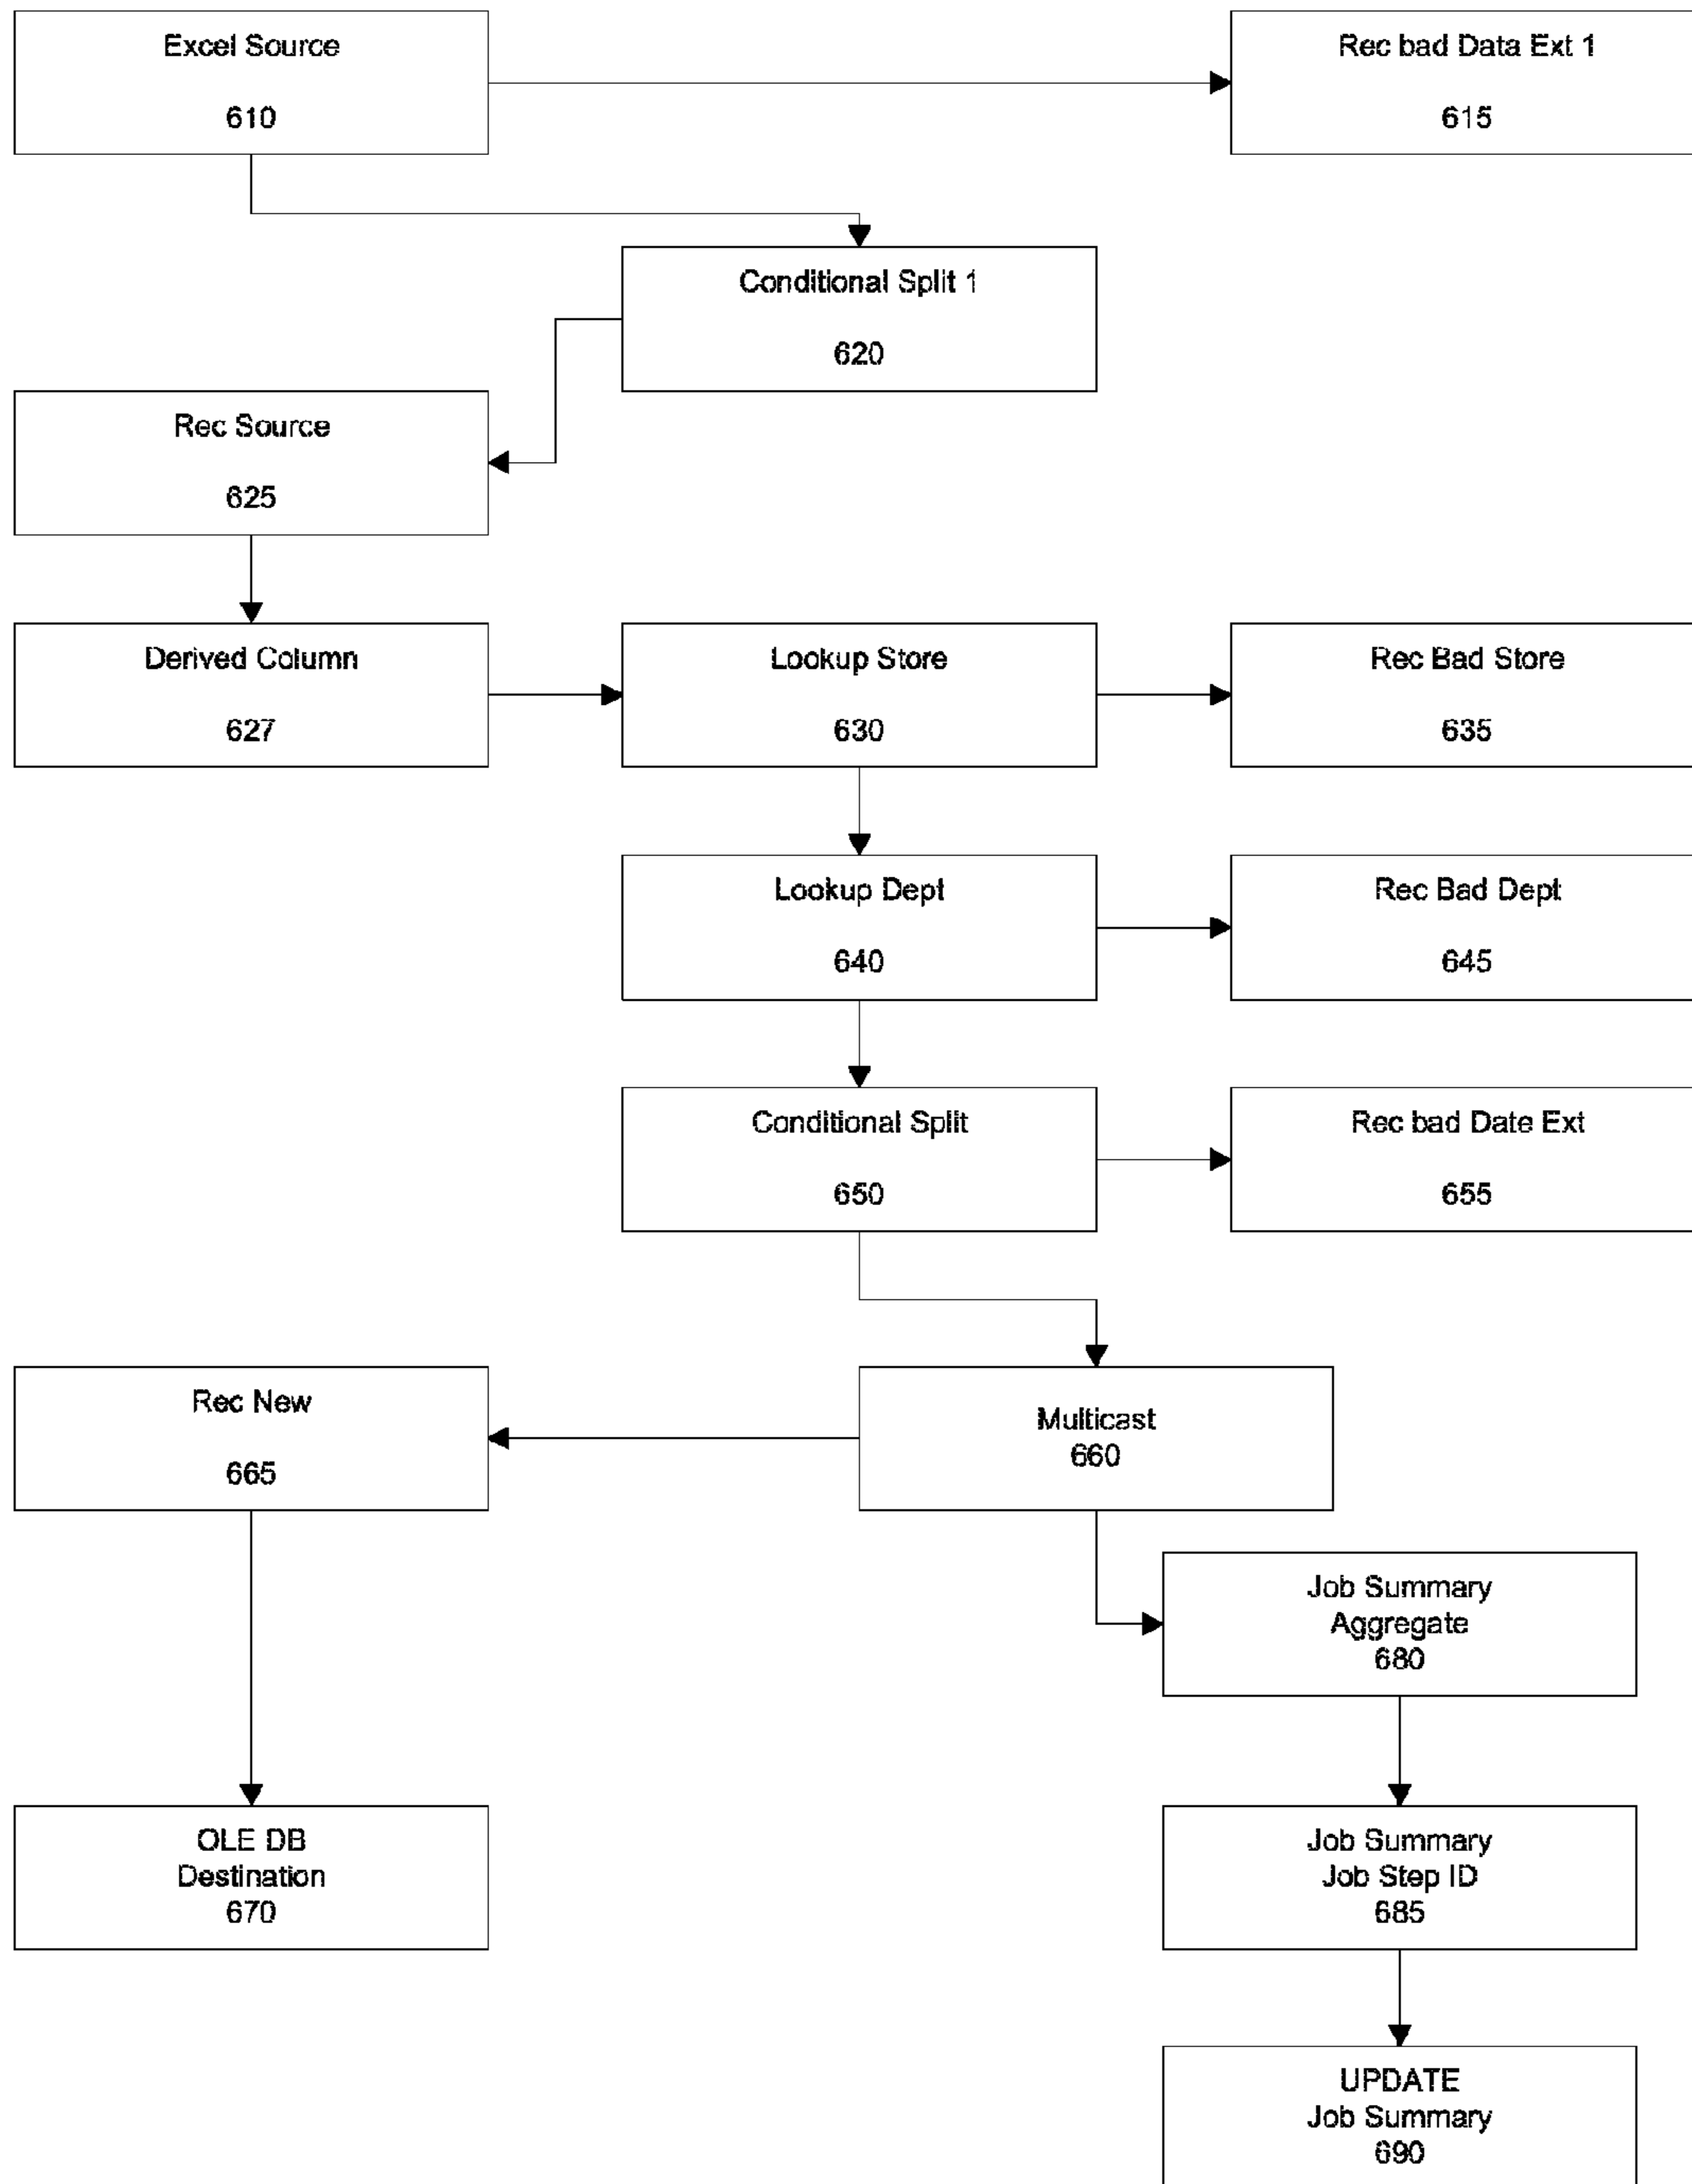 Excel Source
610
Rec bad Data Ext 1
615
Conditional Split 1
620
Rec Source
625
Derived Column
627
Lookup Store
630
Rec Bad Store
635
Lookup Dept
640
Rec Bad Dept
645
Conditional Split
650
Rec bad Date Ext
655
Rec New
665
Multicast
660
Job Summary
Aggregate
680
OLE DB
Destination
670
Job Summary
Job Step ID
685
UPDATE
Job Summary
690